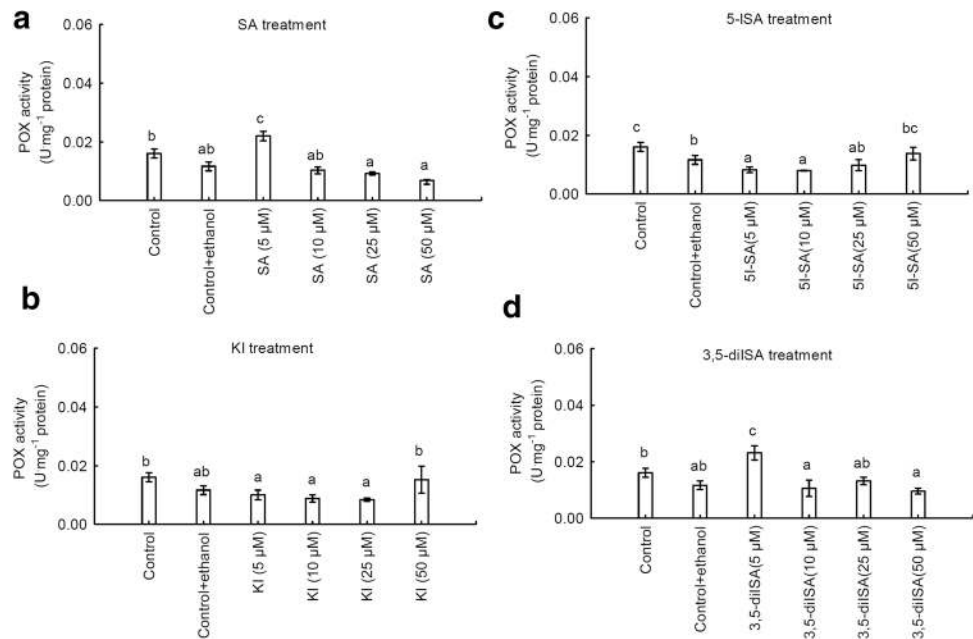 a
SA treatment
POX activity
(U·mg⁻¹ protein)
0.06
0.04
0.02
0.00
b
ab
c
ab
a
a
Control
Control+ethanol
SA (5 µM)
SA (10 µM)
SA (25 µM)
SA (50 µM)
b
KI treatment
POX activity
(U·mg⁻¹ protein)
0.06
0.04
0.02
0.00
b
ab
a
a
a
b
Control
Control+ethanol
KI (5 µM)
KI (10 µM)
KI (25 µM)
KI (50 µM)
c
5-ISA treatment
POX activity
(U·mg⁻¹ protein)
0.06
0.04
0.02
0.00
c
b
a
a
ab
bc
Control
Control+ethanol
5I-SA(5 µM)
5I-SA(10 µM)
5I-SA(25 µM)
5I-SA(50 µM)
d
3,5-diISA treatment
POX activity
(U·mg⁻¹ protein)
0.06
0.04
0.02
0.00
b
ab
c
a
ab
a
Control
Control+ethanol
3,5-diISA(5 µM)
3,5-diISA(10 µM)
3,5-diISA(25 µM)
3,5-diISA(50 µM)